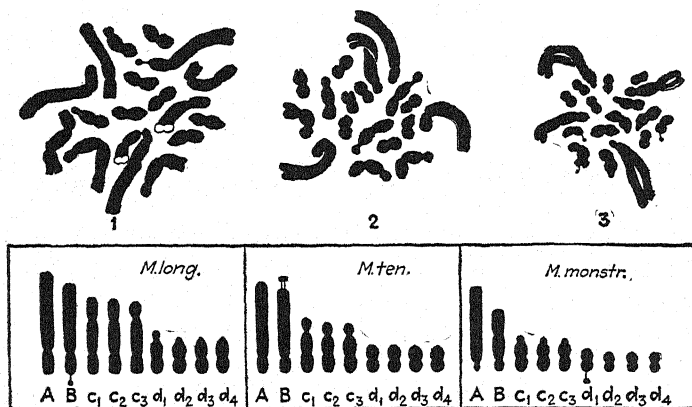 1 2 (3)
M.long. M.ten. M.monstr.
A B c₁ c₂ c₃ d₁ d₂ d₃ d₄ A B c₁ c₂ c₃ d₁ d₂ d₃ d₄ A B c₁ c₂ c₃ d₁ d₂ d₃ d₄